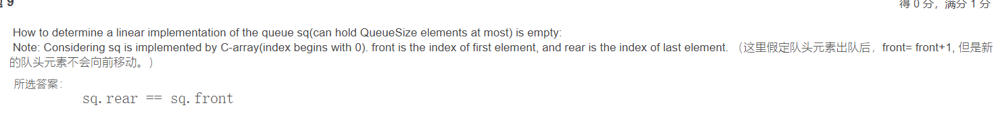 9
得 0 分，满分 1 分
How to determine a linear implementation of the queue sq(can hold QueueSize elements at most) is empty:
Note: Considering sq is implemented by C-array(index begins with 0). front is the index of first element, and rear is the index of last element. （这里假定队头元素出队后，front= front+1, 但是新
的队头元素不会向前移动。）
所选答案：
sq.rear == sq.front